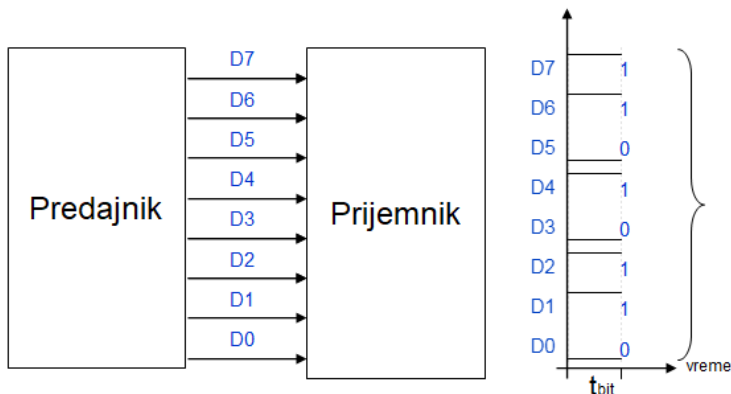 Predajnik
D7
D6
D5
D4
D3
D2
D1
D0
Prijemnik
D7 1
D6 1
D5 0
D4 1
D3 0
D2 1
D1 1
D0 0
vreme
tbit